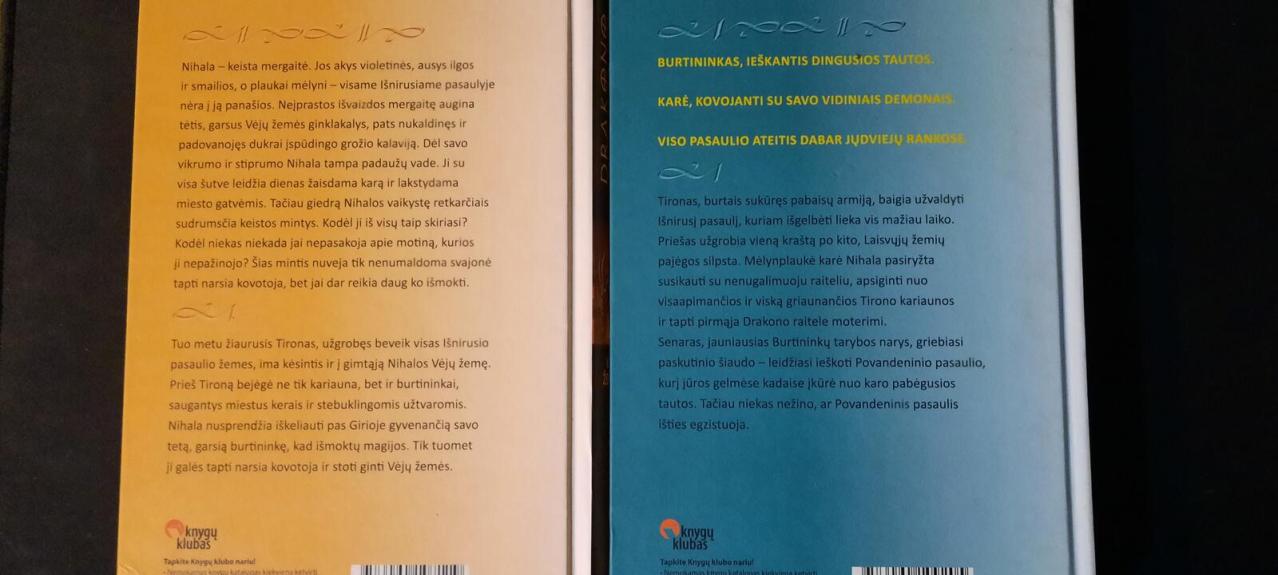 Nihala – keista mergaitė. Jos akys violetinės, ausys ilgos
ir smailios, o plaukai mėlyni – visame Išnirusiame pasaulyje
nėra į ją panašios. Neįprastos išvaizdos mergaitę augina
tėtis, garsus Vėjų žemės ginklakalys, pats nukaldinęs ir
padovanojęs dukrai įspūdingo grožio kalaviją. Dėl savo
vikrumo ir stiprumo Nihala tampa padaužų vade. Ji su
visa šutve leidžia dienas žaisdama karą ir lakstydama
miesto gatvėmis. Tačiau giedrą Nihalos vaikystę retkarčiais
sudrumsčia keistos mintys. Kodėl ji iš visų taip skiriasi?
Kodėl niekas niekada jai nepasakoja apie motiną, kurios
ji nepažinojo? Šias mintis nuveja tik nenumaldoma svajonė
tapti narsia kovotoja, bet jai dar reikia daug ko išmokti.
Tuo metu žiaurusis Tironas, užgrobęs beveik visas Išnirusio
pasaulio žemes, ima kėsintis ir į gimtąją Nihalos Vėjų žemę.
Prieš Tironą bejėgė ne tik kariauna, bet ir burtininkai,
saugantys miestus kerais ir stebuklingomis užtvaromis.
Nihala nusprendžia iškeliauti pas Girioje gyvenančią savo
tetą, garsią burtininkę, kad išmoktų magijos. Tik tuomet
ji galės tapti narsia kovotoja ir stoti ginti Vėjų žemės.
knygų
klubas
Tapkite Knygų klubo nariu!
DRAKONO
BURTININKAS, IEŠKANTIS DINGUSIOS TAUTOS.
KARĖ, KOVOJANTI SU SAVO VIDINIAIS DEMONAIS.
VISO PASAULIO ATEITIS DABAR JŲDVIEJŲ RANKOSE.
Tironas, burtais sukūręs pabaisų armiją, baigia užvaldyti
Išnirusį pasaulį, kuriam išgelbėti lieka vis mažiau laiko.
Priešas užgrobia vieną kraštą po kito, Laisvųjų žemių
pajėgos silpsta. Mėlynplaukė karė Nihala pasiryžta
susikauti su nenugalimuoju raiteliu, apsiginti nuo
visaapimančios ir viską griaunančios Tirono kariaunos
ir tapti pirmąja Drakono raitele moterimi.
Senaras, jauniausias Burtininkų tarybos narys, griebiasi
paskutinio šiaudo – leidžiasi ieškoti Povandeninio pasaulio,
kurį jūros gelmėse kadaise įkūrė nuo karo pabėgusios
tautos. Tačiau niekas nežino, ar Povandeninis pasaulis
išties egzistuoja.
knygų
klubas
Tapkite Knygų klubo nariu!